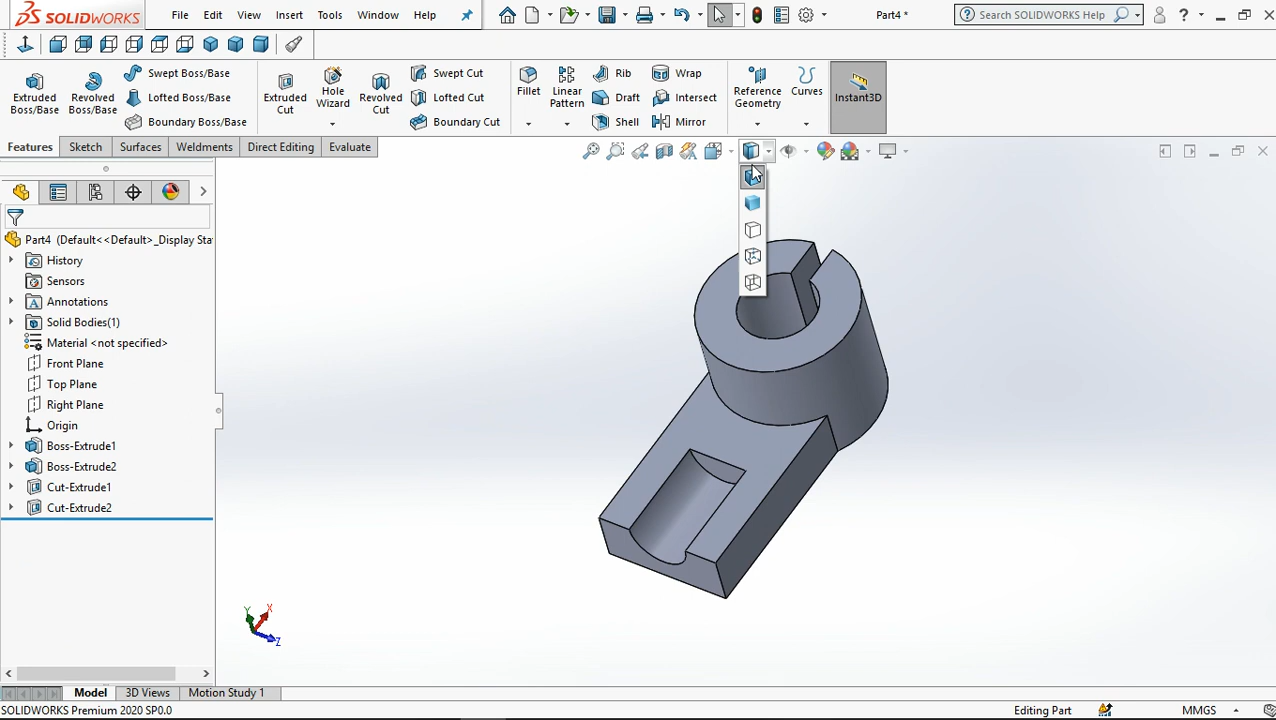 SOLIDWORKS
File Edit View Insert Tools Window Help
Part4 *
Search SOLIDWORKS Help
?
Extruded Boss/Base
Revolved Boss/Base
Swept Boss/Base
Lofted Boss/Base
Boundary Boss/Base
Extruded Cut
Hole Wizard
Revolved Cut
Swept Cut
Lofted Cut
Boundary Cut
Fillet
Linear Pattern
Rib
Draft
Shell
Wrap
Intersect
Mirror
Reference Geometry
Curves
Instant3D
Features Sketch Surfaces Weldments Direct Editing Evaluate
Part4 (Default<<Default>_Display Sta
History
Sensors
Annotations
Solid Bodies(1)
Material <not specified>
Front Plane
Top Plane
Right Plane
Origin
Boss-Extrude1
Boss-Extrude2
Cut-Extrude1
Cut-Extrude2
Y X
Z
Model 3D Views Motion Study 1
SOLIDWORKS Premium 2020 SP0.0
Editing Part
MMGS